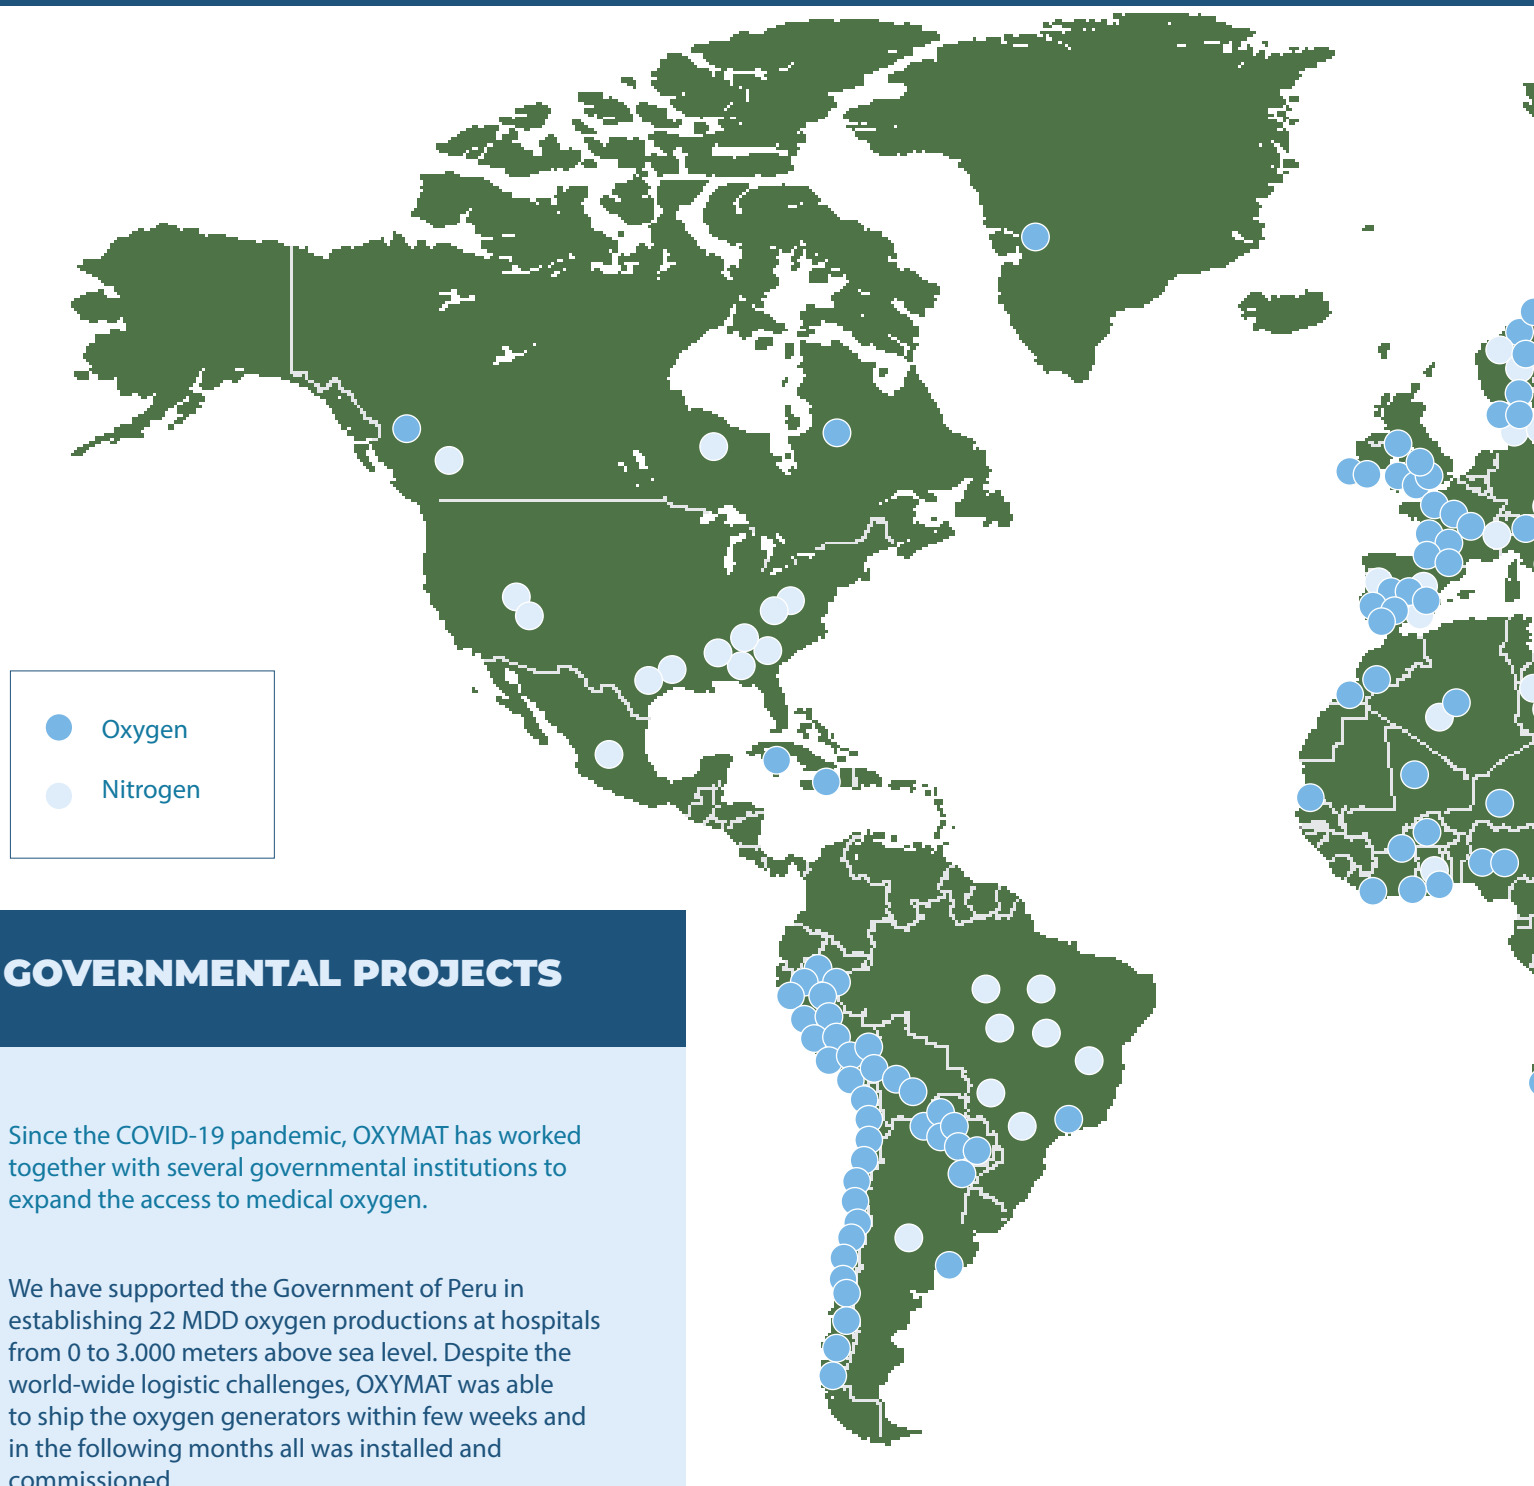 Oxygen
Nitrogen
GOVERNMENTAL PROJECTS
Since the COVID-19 pandemic, OXYMAT has worked
together with several governmental institutions to
expand the access to medical oxygen.
We have supported the Government of Peru in
establishing 22 MDD oxygen productions at hospitals
from 0 to 3.000 meters above sea level. Despite the
world-wide logistic challenges, OXYMAT was able
to ship the oxygen generators within few weeks and
in the following months all was installed and
commissioned